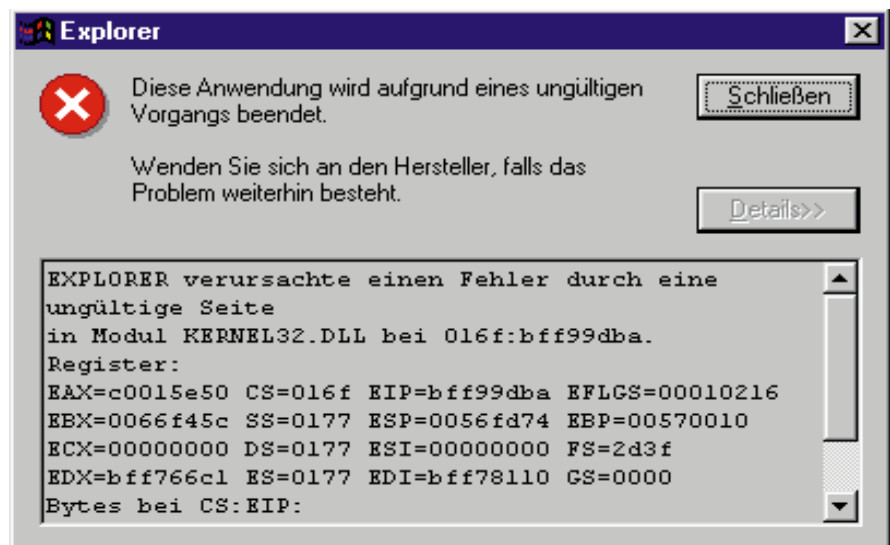 Explorer
Diese Anwendung wird aufgrund eines ungültigen
Vorgangs beendet.
Schließen
Wenden Sie sich an den Hersteller, falls das
Problem weiterhin besteht.
Details>>
EXPLORER verursachte einen Fehler durch eine
ungültige Seite
in Modul KERNEL32.DLL bei 016f:bff99dba.
Register:
EAX=c0015e50 CS=016f EIP=bff99dba EFLGS=00010216
EBX=0066f45c SS=0177 ESP=0056fd74 EBP=00570010
ECX=00000000 DS=0177 ESI=00000000 FS=2d3f
EDX=bff766c1 ES=0177 EDI=bff78110 GS=0000
Bytes bei CS:EIP: